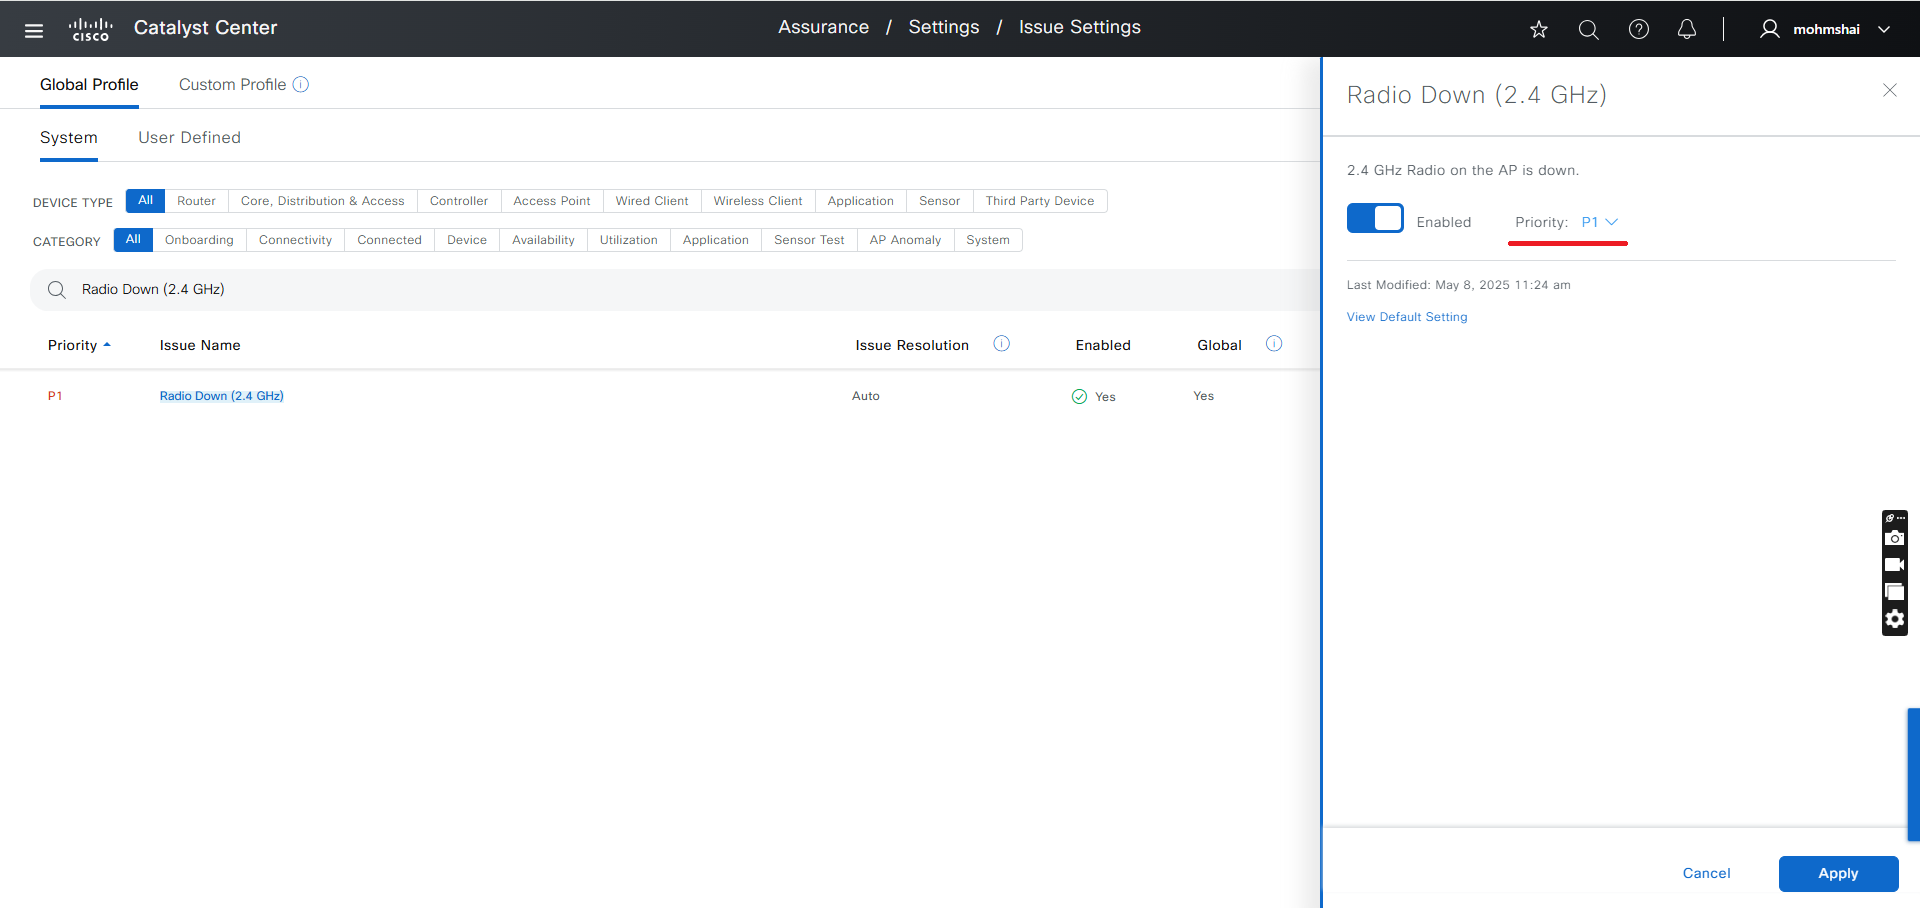 cisco Catalyst Center
Assurance / Settings / Issue Settings
mohmshai
Global Profile Custom Profile
System User Defined
DEVICE TYPE All Router Core, Distribution & Access Controller Access Point Wired Client Wireless Client Application Sensor Third Party Device
CATEGORY All Onboarding Connectivity Connected Device Availability Utilization Application Sensor Test AP Anomaly System
Radio Down (2.4 GHz)
Priority Issue Name Issue Resolution Enabled Global
P1 Radio Down (2.4 GHz) Auto Yes Yes
Radio Down (2.4 GHz)
2.4 GHz Radio on the AP is down.
Enabled Priority: P1
Last Modified: May 8, 2025 11:24 am
View Default Setting
Cancel Apply